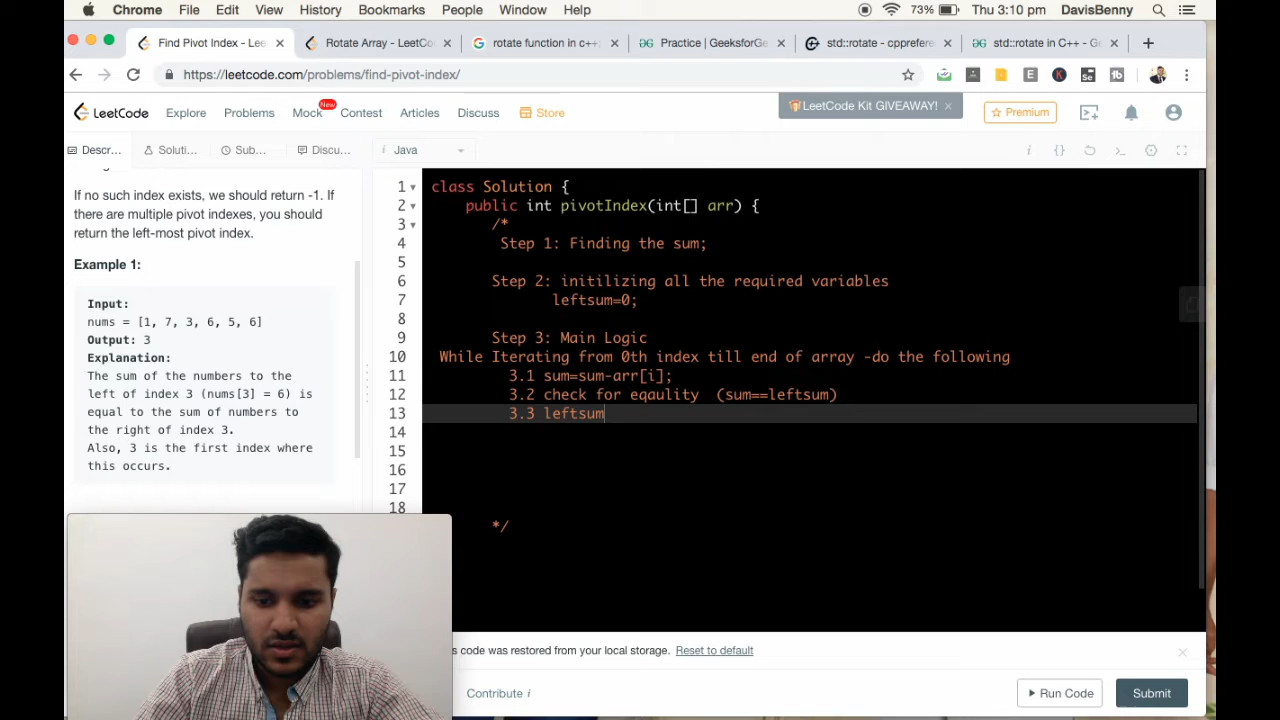 Chrome File Edit View History Bookmarks People Window Help 73% Thu 3:10 pm DavisBenny
Find Pivot Index - Lee Rotate Array - LeetCo rotate function in c++: Practice | GeeksforGee std::rotate - cpprefere std::rotate in C++ - Ge
https://leetcode.com/problems/find-pivot-index/
LeetCode Explore Problems Mock New Contest Articles Discuss Store LeetCode Kit GIVEAWAY! Premium
Descr... Soluti... Sub... Discu... i Java
If no such index exists, we should return -1. If
there are multiple pivot indexes, you should
return the left-most pivot index.
Example 1:
Input:
nums = [1, 7, 3, 6, 5, 6]
Output: 3
Explanation:
The sum of the numbers to the
left of index 3 (nums[3] = 6) is
equal to the sum of numbers to
the right of index 3.
Also, 3 is the first index where
this occurs.
1 class Solution {
2 public int pivotIndex(int[] arr) {
3 /*
4 Step 1: Finding the sum;
5
6 Step 2: initilizing all the required variables
7 leftsum=0;
8
9 Step 3: Main Logic
10 While Iterating from 0th index till end of array -do the following
11 3.1 sum=sum-arr[i];
12 3.2 check for eqaulity (sum==leftsum)
13 3.3 leftsum
14
15
16
17
18
*/
s code was restored from your local storage. Reset to default
Contribute i Run Code Submit